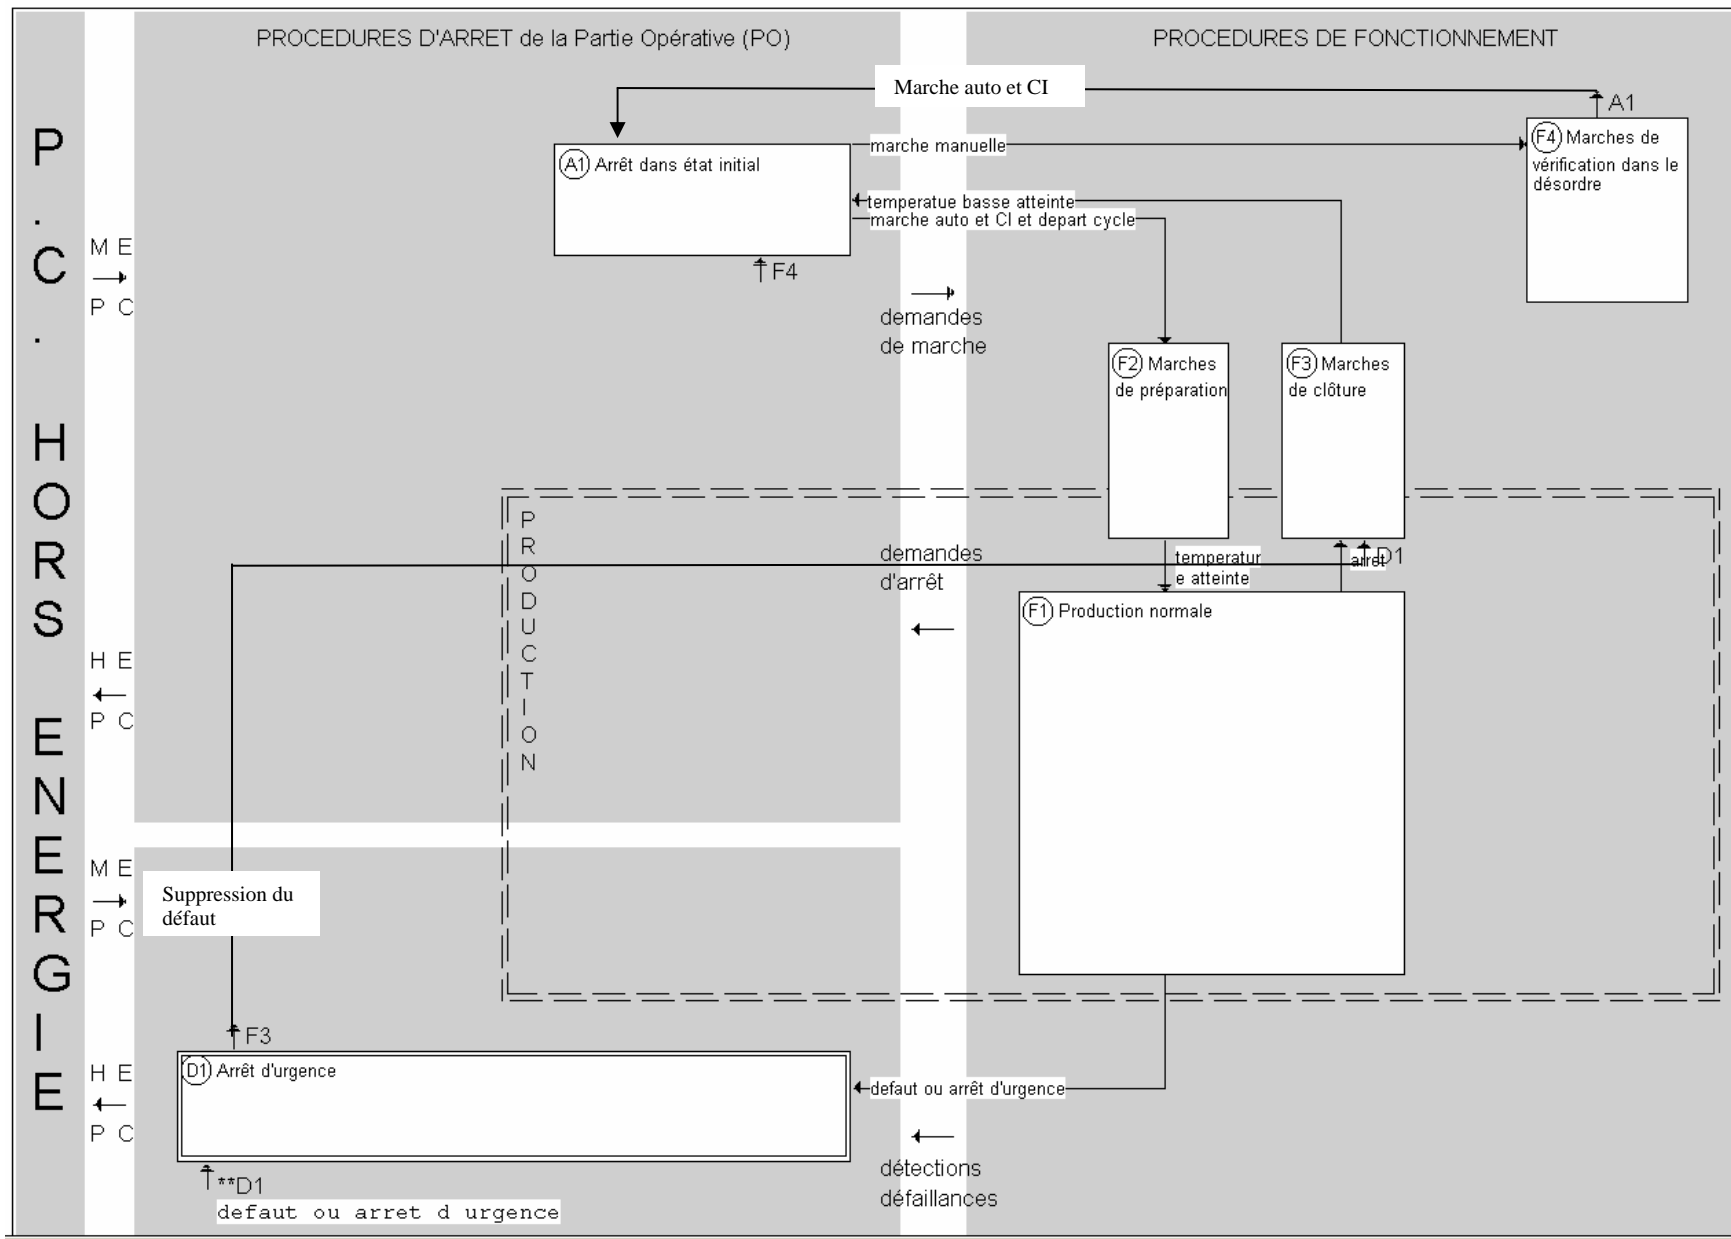 PROCEDURES D'ARRET de la Partie Opérative (PO)
PROCEDURES DE FONCTIONNEMENT
P.C. HORS ENERGIE
Marche auto et CI
A1
marche manuelle
F4 Marches de
vérification dans le
désordre
A1 Arrêt dans état initial
temperatue basse atteinte
marche auto et CI et depart cycle
F4
M E
P C
demandes
de marche
F2 Marches
de préparation
F3 Marches
de clôture
PRODUCTION
demandes
d'arrêt
temperatur
e atteinte
arret
D1
F1 Production normale
H E
P C
M E
P C
Suppression du
défaut
F3
D1 Arrêt d'urgence
defaut ou arrêt d'urgence
H E
P C
détections
défaillances
**D1
defaut ou arret d urgence